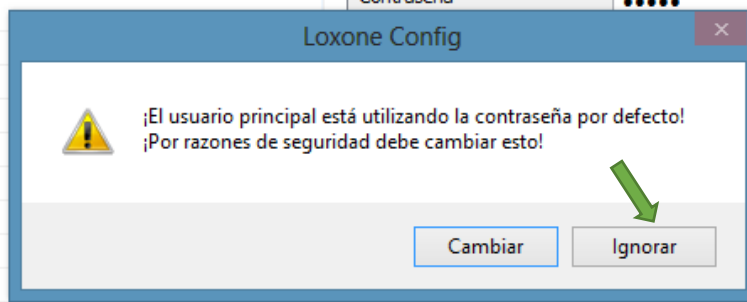 Contraseña
Loxone Config
¡El usuario principal está utilizando la contraseña por defecto!
¡Por razones de seguridad debe cambiar esto!
Cambiar
Ignorar